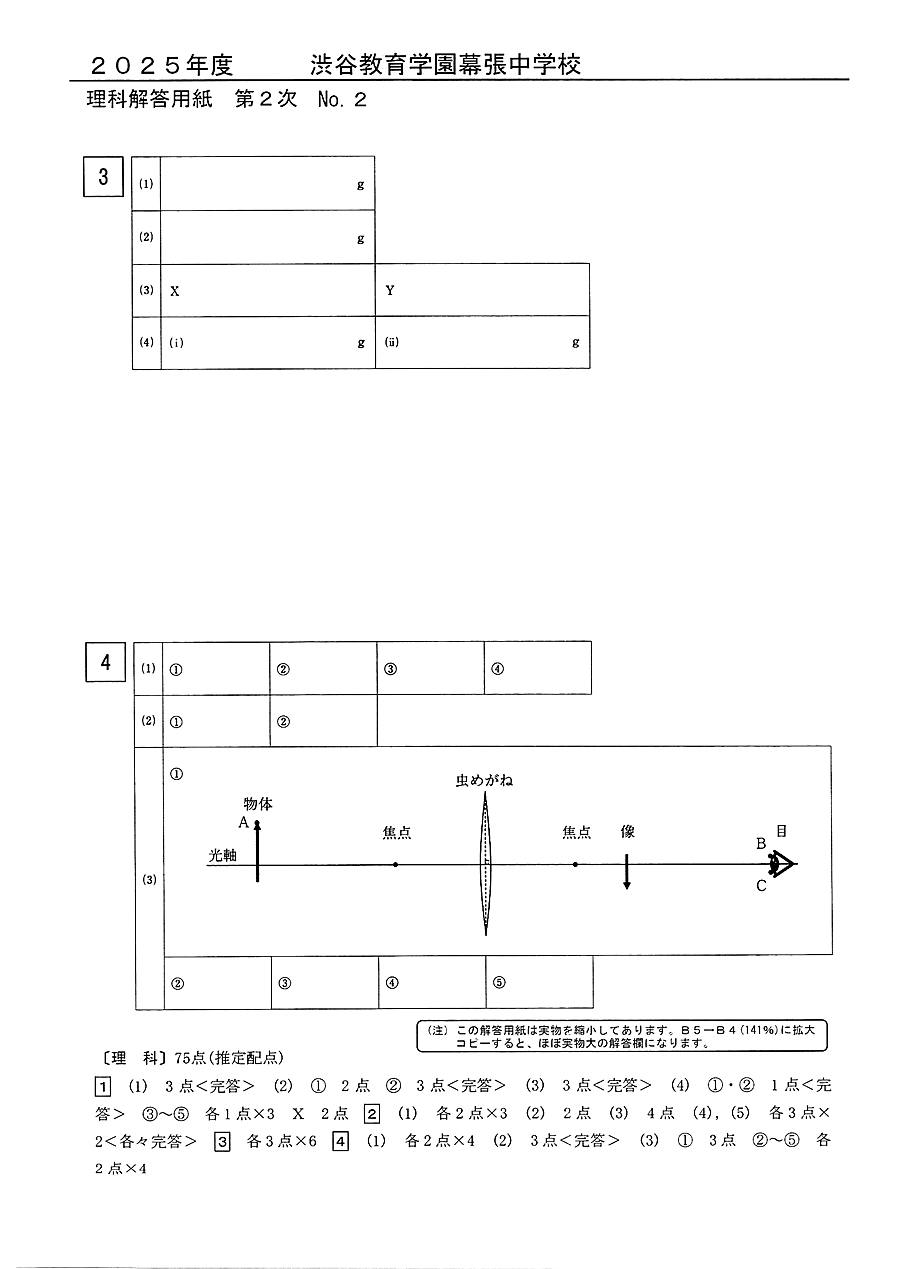 2025年度 渋谷教育学園幕張中学校
理科解答用紙 第2次 No.2
3
(1) g
(2) g
(3) X Y
(4) (i) g (ii) g
4
(1) ① ② ③ ④
(2) ① ②
(3)
①
虫めがね
物体
A
焦点 焦点 像 目
B
光軸
C
② ③ ④ ⑤
(注) この解答用紙は実物を縮小してあります。B5→B4(141%)に拡大
コピーすると、ほぼ実物大の解答欄になります。
〔理 科〕75点(推定配点)
1 (1) 3点<完答> (2) ① 2点 ② 3点<完答> (3) 3点<完答> (4) ①・② 1点<完
答> ③~⑤ 各1点×3 X 2点 2 (1) 各2点×3 (2) 2点 (3) 4点 (4),(5) 各3点×
2<各々完答> 3 各3点×6 4 (1) 各2点×4 (2) 3点<完答> (3) ① 3点 ②~⑤ 各
2点×4